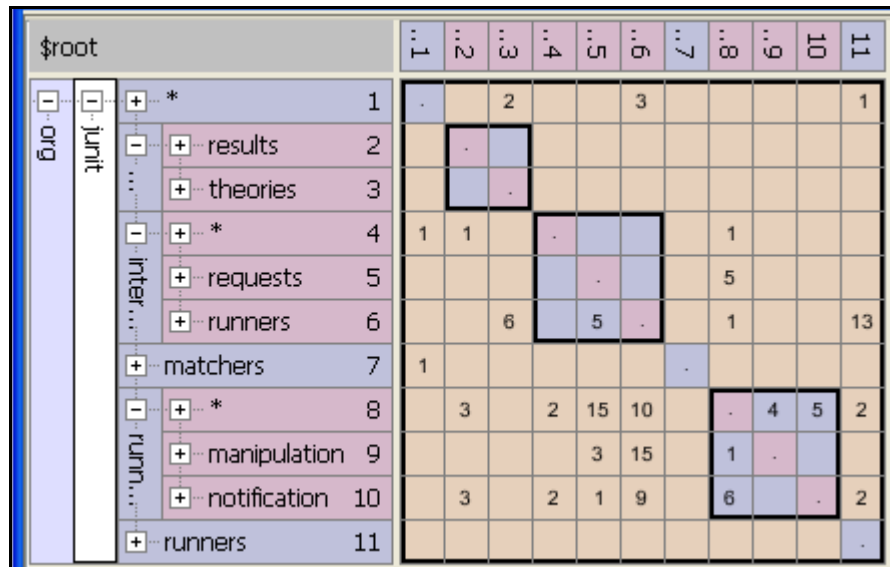 $root
..1 ..2 ..3 ..4 ..5 ..6 ..7 ..8 ..9 10 11
org
junit
* 1 . 2 3 1
...
results 2 .
theories 3 .
inter...
* 4 1 1 . 1
requests 5 . 5
runners 6 6 5 . 1 13
matchers 7 1 .
runn...
* 8 3 2 15 10 . 4 5 2
manipulation 9 3 15 1 .
notification 10 3 2 1 9 6 . 2
runners 11 .